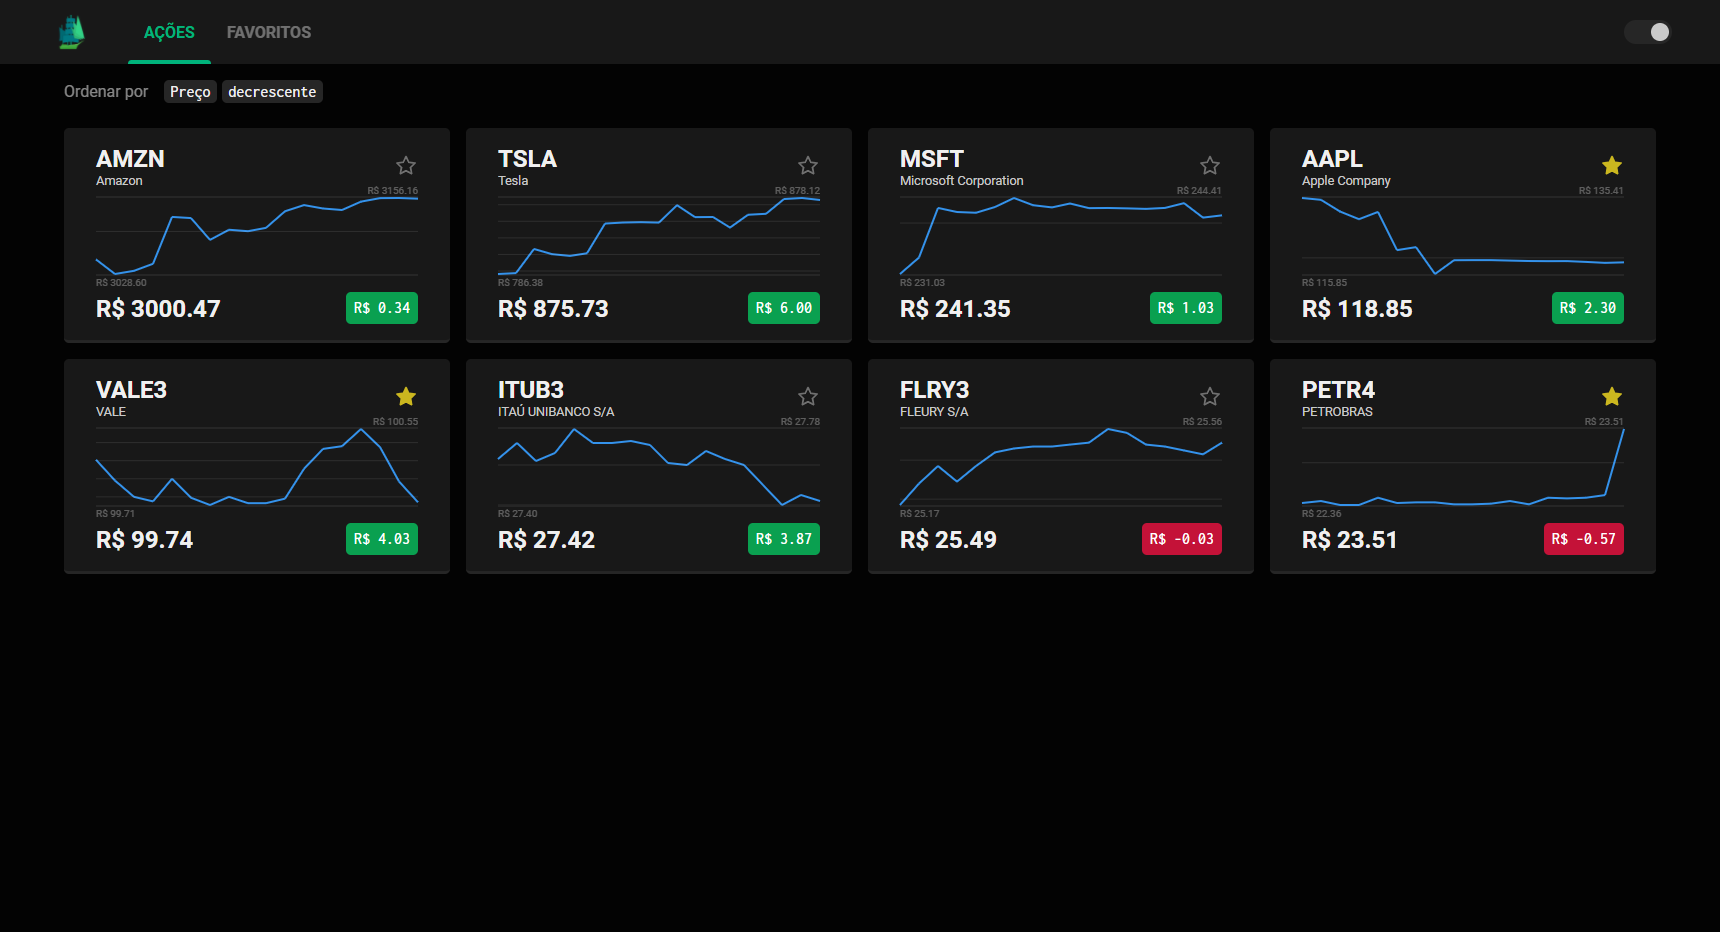 AÇÕES FAVORITOS
Ordenar por Preço decrescente
AMZN
Amazon
R$ 3156.16
R$ 3028.60
R$ 3000.47 R$ 0.34
TSLA
Tesla
R$ 878.12
R$ 786.38
R$ 875.73 R$ 6.00
MSFT
Microsoft Corporation
R$ 244.41
R$ 231.03
R$ 241.35 R$ 1.03
AAPL
Apple Company
R$ 135.41
R$ 115.85
R$ 118.85 R$ 2.30
VALE3
VALE
R$ 100.55
R$ 99.71
R$ 99.74 R$ 4.03
ITUB3
ITAÚ UNIBANCO S/A
R$ 27.78
R$ 27.40
R$ 27.42 R$ 3.87
FLRY3
FLEURY S/A
R$ 25.56
R$ 25.17
R$ 25.49 R$ -0.03
PETR4
PETROBRAS
R$ 23.51
R$ 22.36
R$ 23.51 R$ -0.57